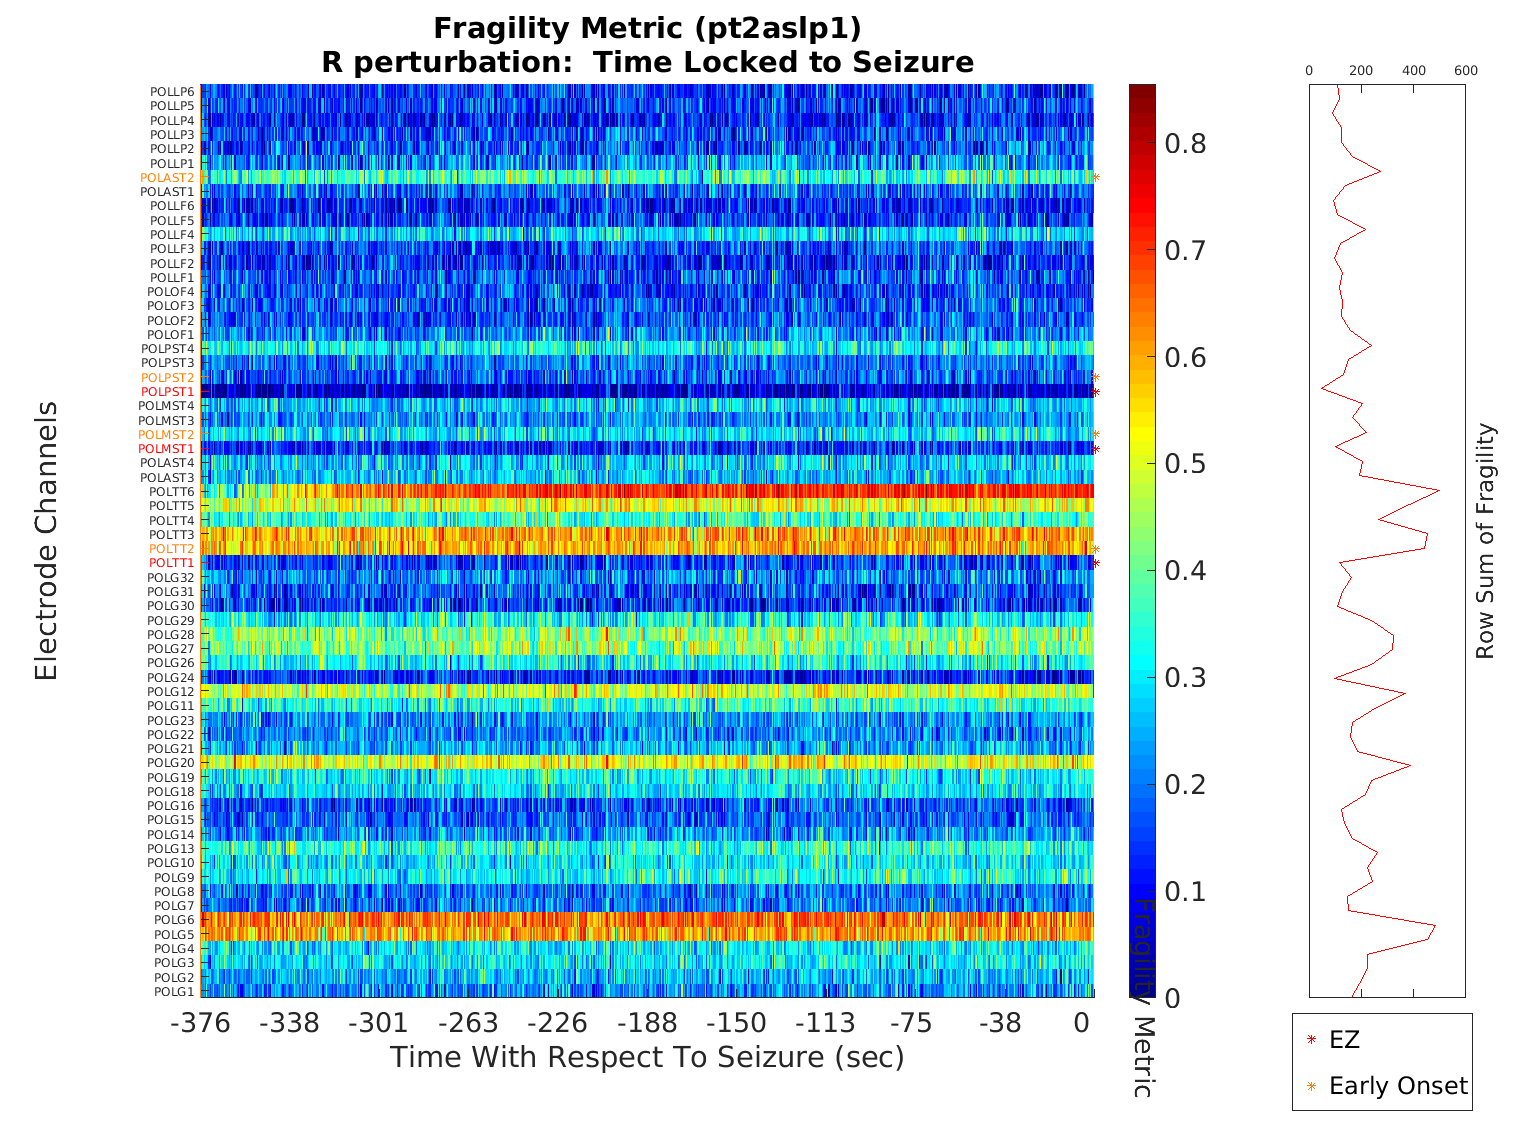 Fragility Metric (pt2aslp1)
R perturbation:  Time Locked to Seizure
Electrode Channels
POLLP6
POLLP5
POLLP4
POLLP3
POLLP2
POLLP1
POLAST2
POLAST1
POLLF6
POLLF5
POLLF4
POLLF3
POLLF2
POLLF1
POLOF4
POLOF3
POLOF2
POLOF1
POLPST4
POLPST3
POLPST2
POLPST1
POLMST4
POLMST3
POLMST2
POLMST1
POLAST4
POLAST3
POLTT6
POLTT5
POLTT4
POLTT3
POLTT2
POLTT1
POLG32
POLG31
POLG30
POLG29
POLG28
POLG27
POLG26
POLG24
POLG12
POLG11
POLG23
POLG22
POLG21
POLG20
POLG19
POLG18
POLG16
POLG15
POLG14
POLG13
POLG10
POLG9
POLG8
POLG7
POLG6
POLG5
POLG4
POLG3
POLG2
POLG1
-376 -338 -301 -263 -226 -188 -150 -113 -75 -38 0
Time With Respect To Seizure (sec)
0.8
0.7
0.6
0.5
0.4
0.3
0.2
0.1
0
Fragility Metric
0 200 400 600
Row Sum of Fragility
EZ
Early Onset